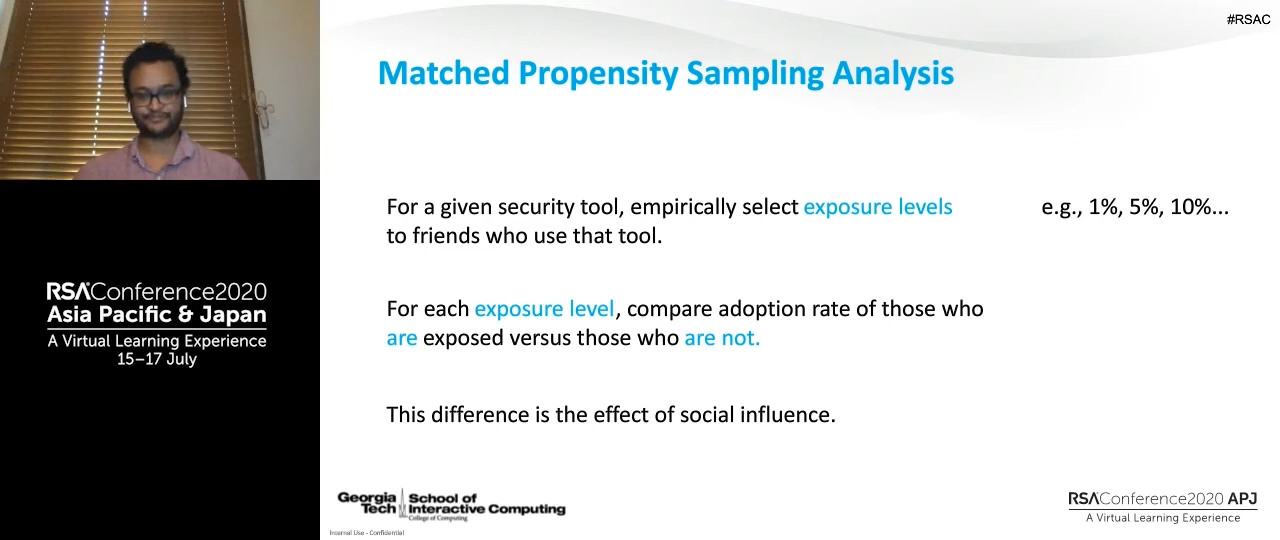 #RSAC
Matched Propensity Sampling Analysis
For a given security tool, empirically select exposure levels
to friends who use that tool.
e.g., 1%, 5%, 10%...
For each exposure level, compare adoption rate of those who
are exposed versus those who are not.
This difference is the effect of social influence.
RSAConference2020
Asia Pacific & Japan
A Virtual Learning Experience
15–17 July
Georgia Tech
School of
Interactive Computing
College of Computing
Internal Use - Confidential
RSAConference2020 APJ
A Virtual Learning Experience